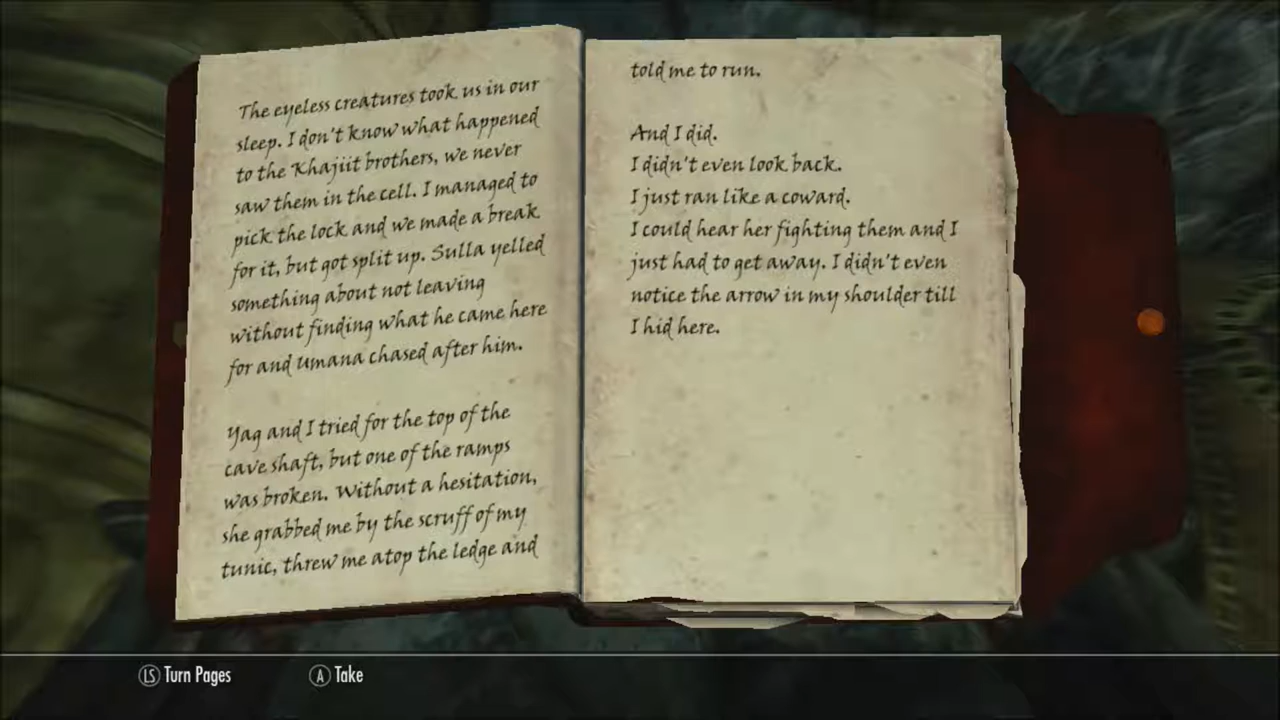 The eyeless creatures took us in our
sleep. I don't know what happened
to the Khajiit brothers, we never
saw them in the cell. I managed to
pick the lock and we made a break
for it, but got split up. Sulla yelled
something about not leaving
without finding what he came here
for and Umana chased after him.
Yag and I tried for the top of the
cave shaft, but one of the ramps
was broken. Without a hesitation,
she grabbed me by the scruff of my
tunic, threw me atop the ledge and
told me to run.
And I did.
I didn't even look back.
I just ran like a coward.
I could hear her fighting them and I
just had to get away. I didn't even
notice the arrow in my shoulder till
I hid here.
LS Turn Pages
A Take